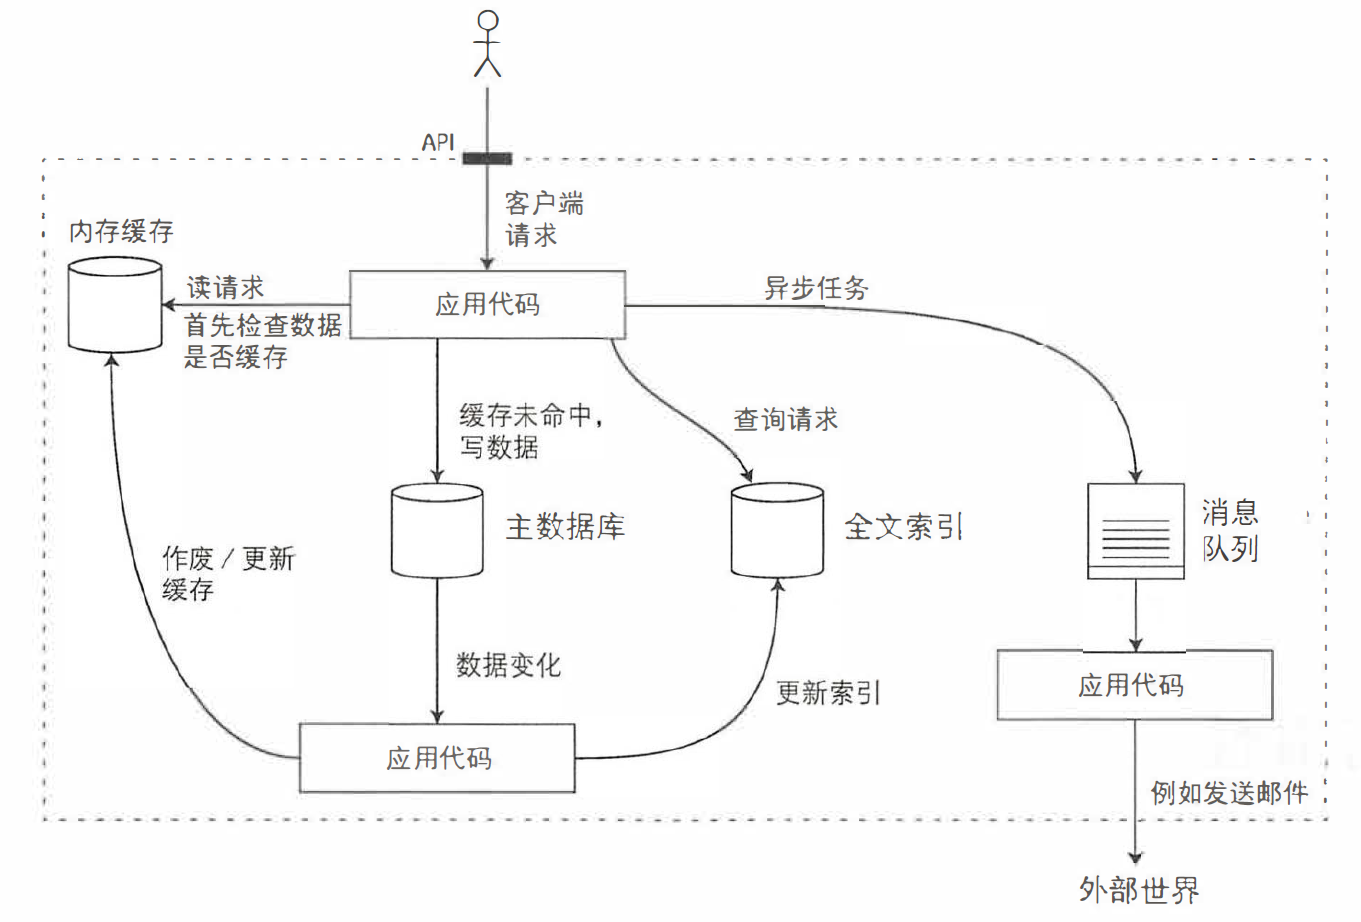 API
客户端
请求
内存缓存
读请求
首先检查数据
是否缓存
应用代码
异步任务
缓存未命中，
写数据
查询请求
主数据库
全文索引
消息
队列
作废 / 更新
缓存
数据变化
更新索引
应用代码
应用代码
例如发送邮件
外部世界